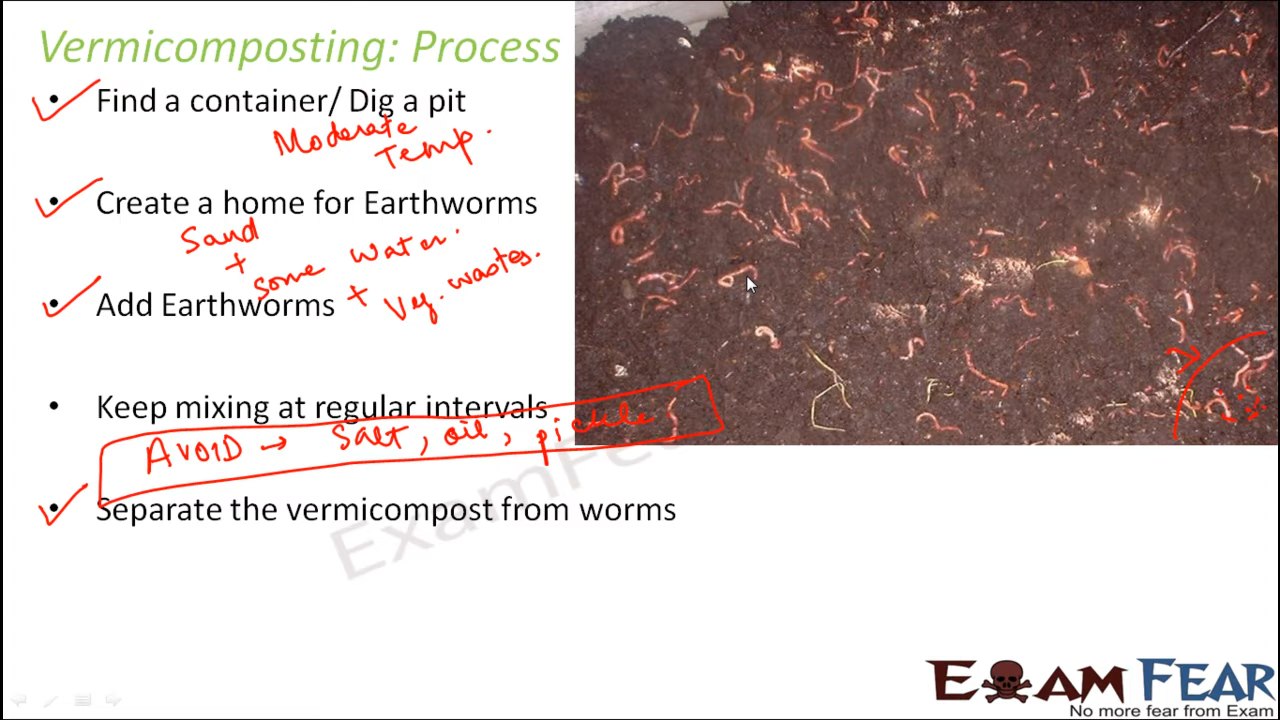 Vermicomposting: Process
• Find a container/ Dig a pit
Moderate
Temp.
• Create a home for Earthworms
Sand
+
Some Water.
• Add Earthworms
+ Veg. wastes.
• Keep mixing at regular intervals
AVOID → Salt, oil, pickle
• Separate the vermicompost from worms
ExamFear
EXAM FEAR
No more fear from Exam